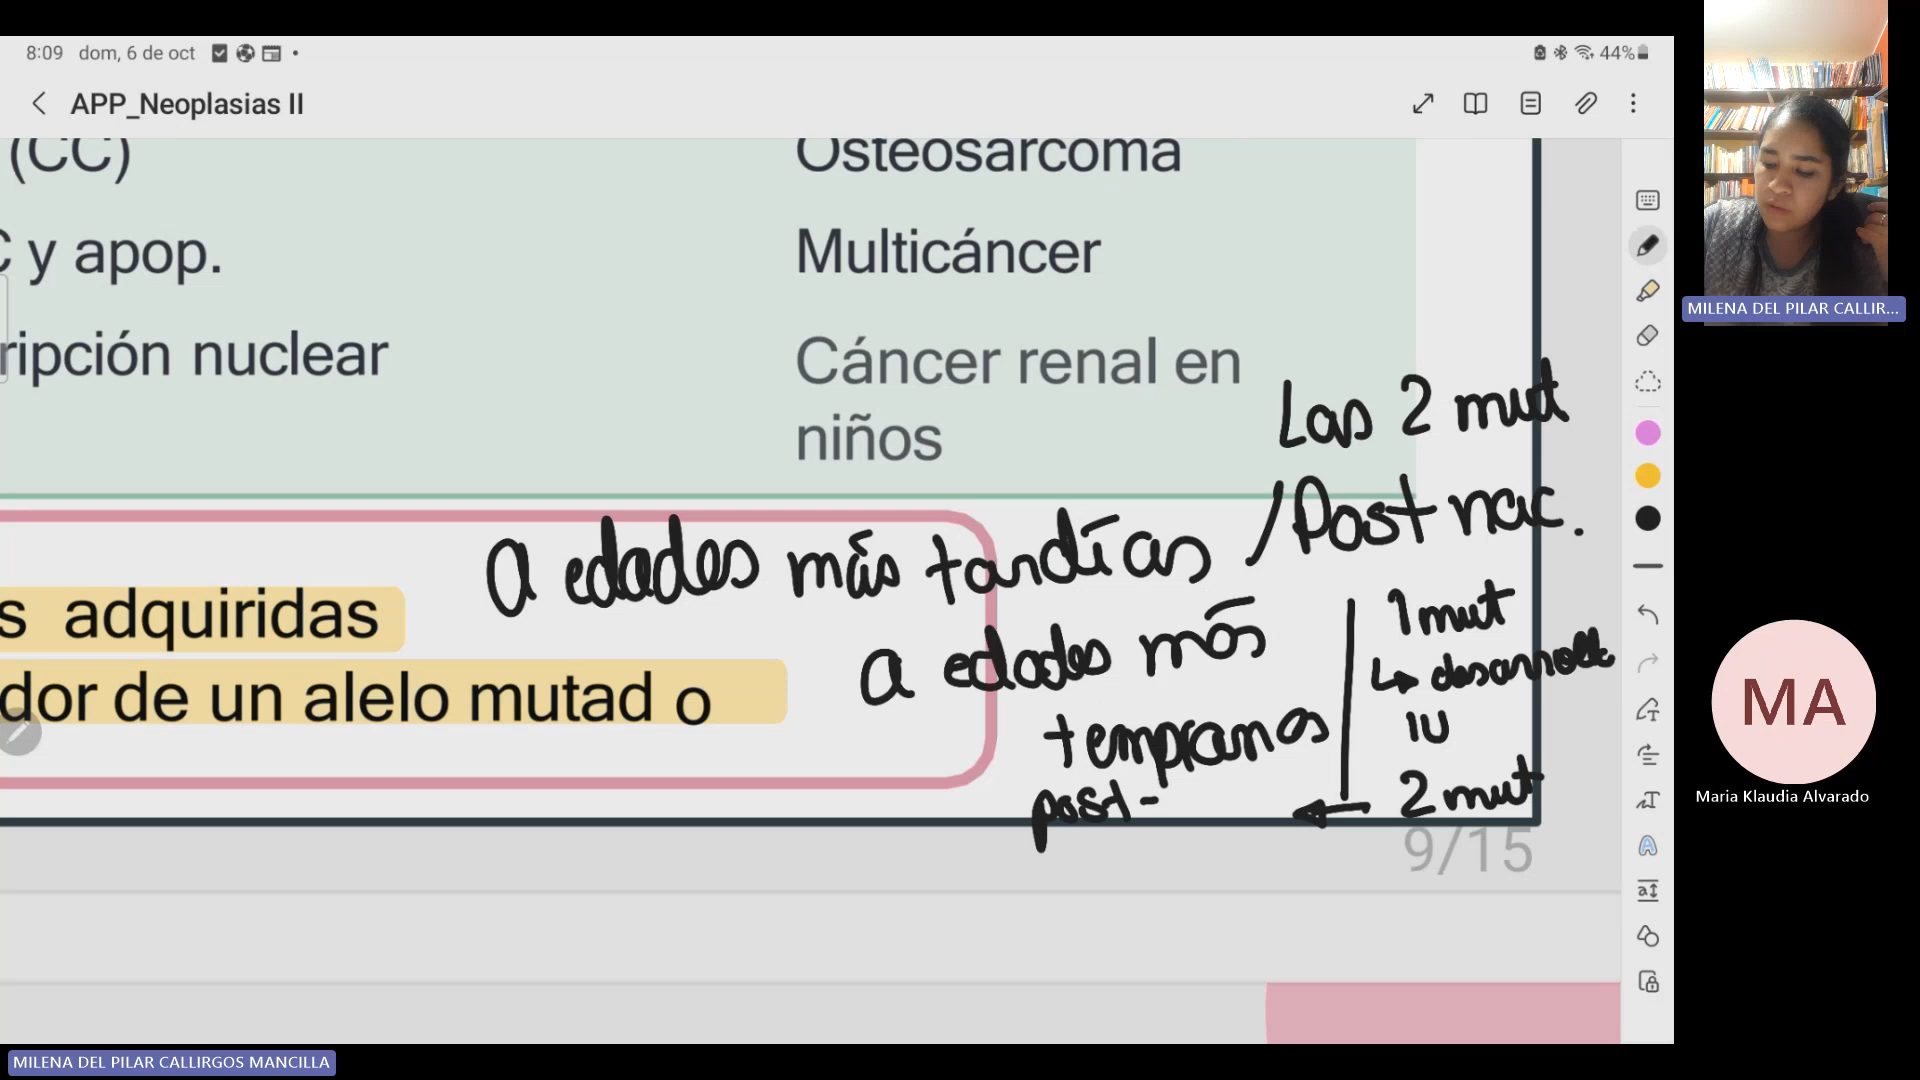 8:09 dom, 6 de oct
44%
APP_Neoplasias II
(CC)
Osteosarcoma
C y apop.
Multicáncer
ripción nuclear
Cáncer renal en
niños
Las 2 mut
/Post nac.
a edades más tardías
s adquiridas
a edades más
tempranas
post-
dor de un alelo mutad o
1 mut
↳ desarrollo
IU
2 mut
9/15
MILENA DEL PILAR CALLIR...
MA
Maria Klaudia Alvarado
MILENA DEL PILAR CALLIRGOS MANCILLA